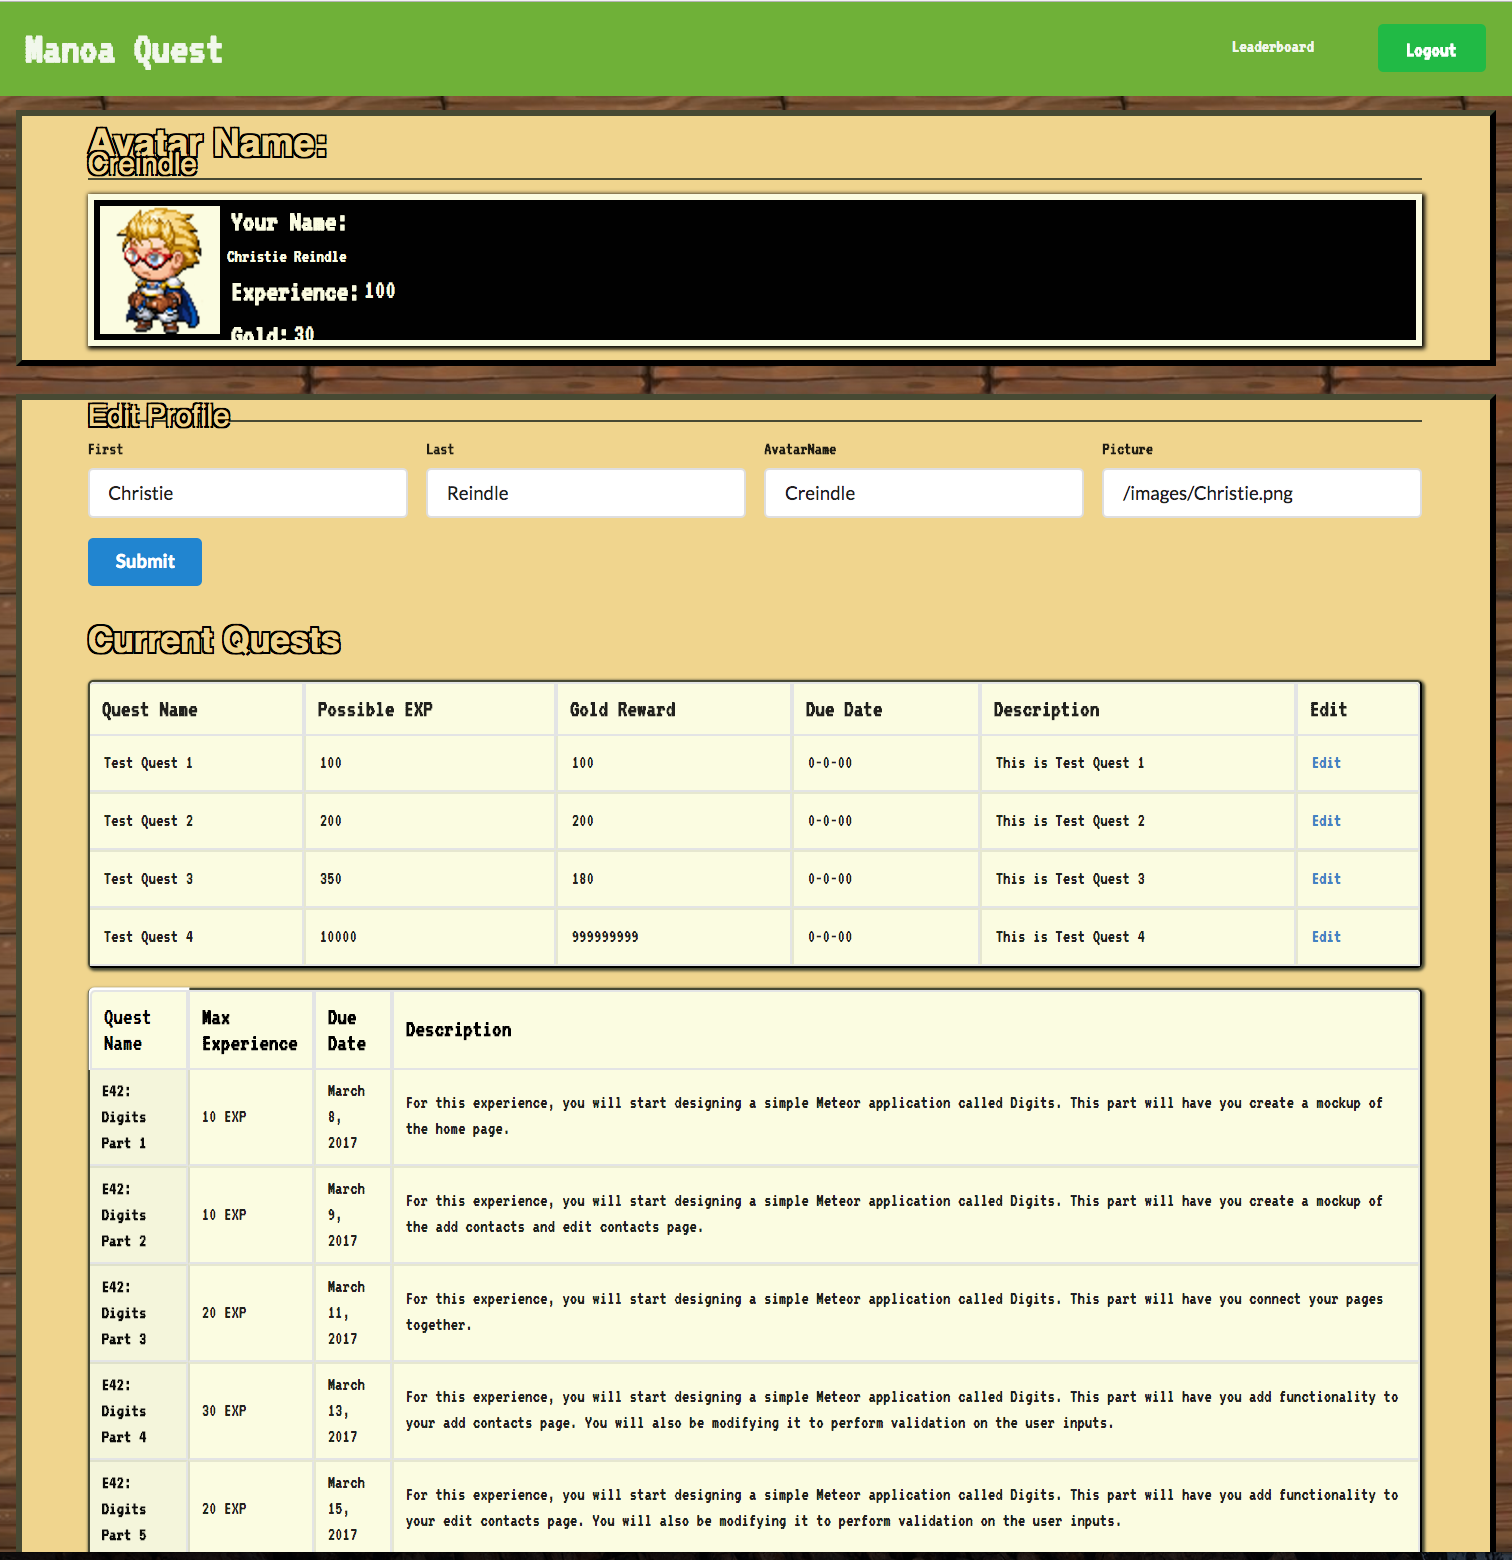 Manoa Quest
Leaderboard
Logout
Avatar Name:
Creindle
Your Name:
Christie Reindle
Experience: 100
Gold: 30
Edit Profile
First Last AvatarName Picture
Christie Reindle Creindle /images/Christie.png
Submit
Current Quests
Quest Name Possible EXP Gold Reward Due Date Description Edit
Test Quest 1 100 100 0-0-00 This is Test Quest 1 Edit
Test Quest 2 200 200 0-0-00 This is Test Quest 2 Edit
Test Quest 3 350 180 0-0-00 This is Test Quest 3 Edit
Test Quest 4 10000 999999999 0-0-00 This is Test Quest 4 Edit
Quest
Name
Max
Experience
Due
Date
Description
E42:
Digits
Part 1
10 EXP
March
8,
2017
For this experience, you will start designing a simple Meteor application called Digits. This part will have you create a mockup of
the home page.
E42:
Digits
Part 2
10 EXP
March
9,
2017
For this experience, you will start designing a simple Meteor application called Digits. This part will have you create a mockup of
the add contacts and edit contacts page.
E42:
Digits
Part 3
20 EXP
March
11,
2017
For this experience, you will start designing a simple Meteor application called Digits. This part will have you connect your pages
together.
E42:
Digits
Part 4
30 EXP
March
13,
2017
For this experience, you will start designing a simple Meteor application called Digits. This part will have you add functionality to
your add contacts page. You will also be modifying it to perform validation on the user inputs.
E42:
Digits
Part 5
20 EXP
March
15,
2017
For this experience, you will start designing a simple Meteor application called Digits. This part will have you add functionality to
your edit contacts page. You will also be modifying it to perform validation on the user inputs.